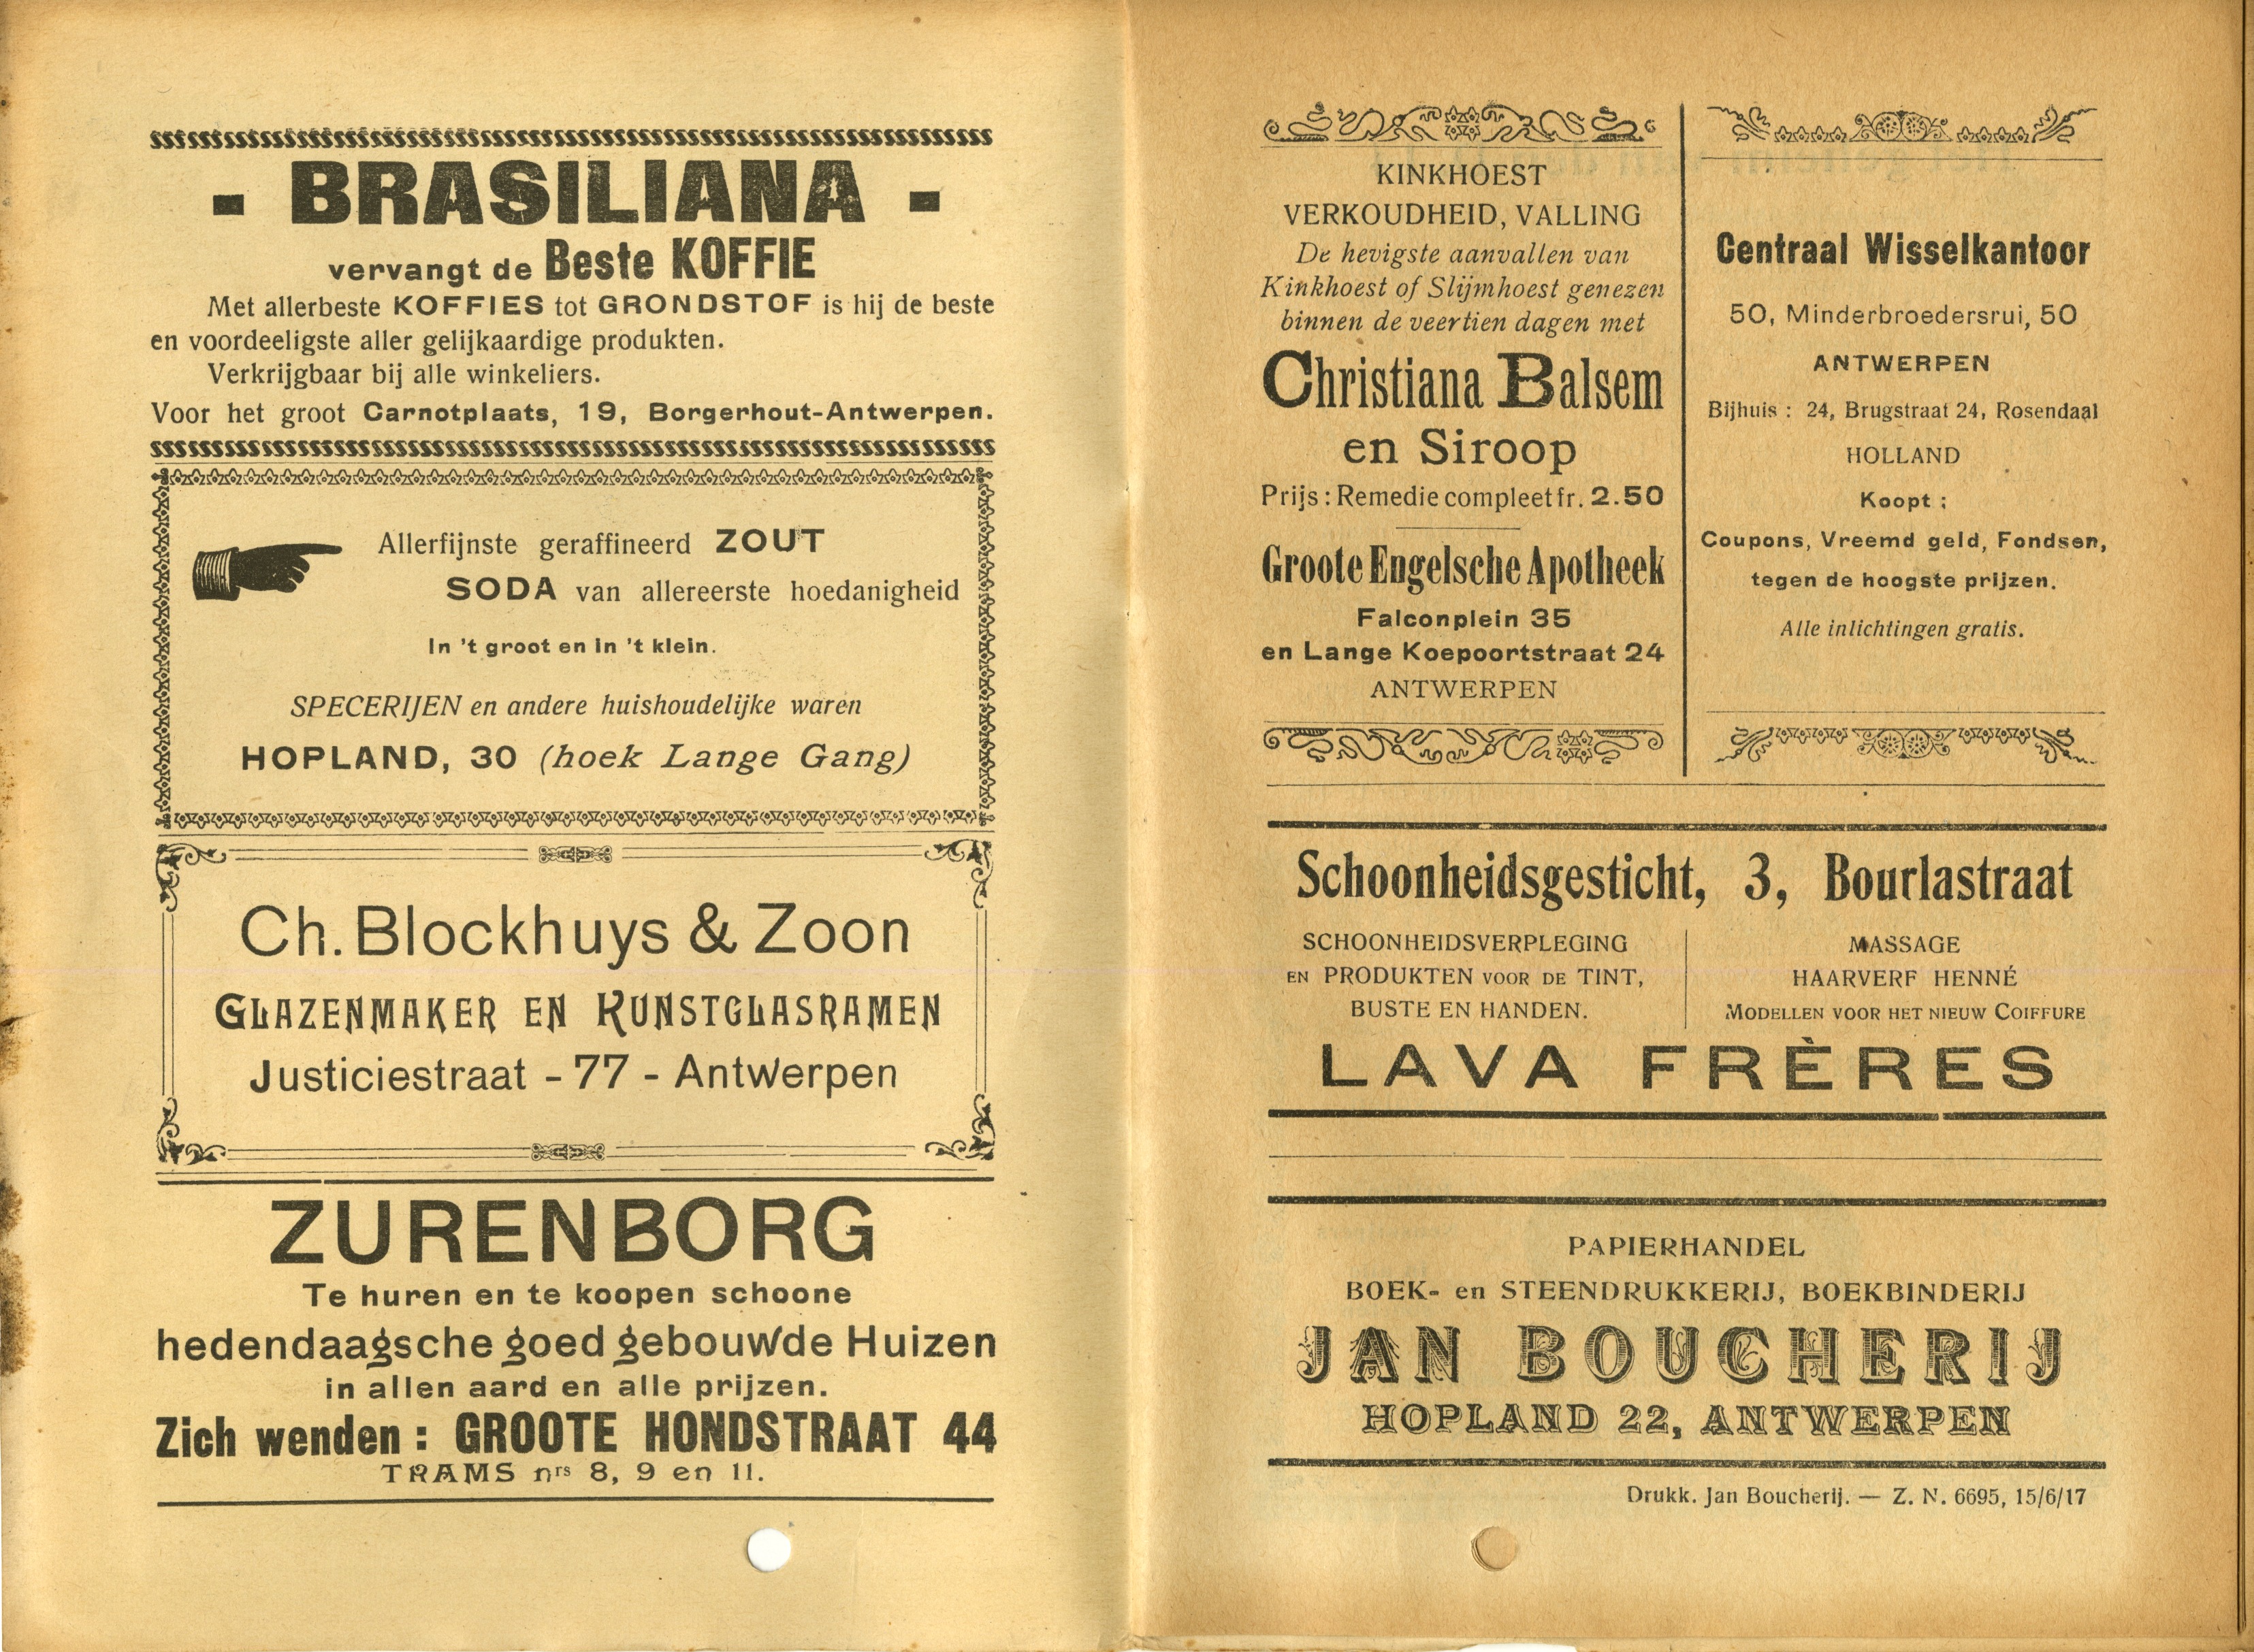 - BRASILIANA -
vervangt de Beste KOFFIE
Met allerbeste KOFFIES tot GRONDSTOF is hij de beste
en voordeeligste aller gelijkaardige produkten.
Verkrijgbaar bij alle winkeliers.
Voor het groot Carnotplaats, 19, Borgerhout-Antwerpen.
Allerfijnste geraffineerd ZOUT
SODA van allereerste hoedanigheid
In 't groot en in 't klein.
SPECERIJEN en andere huishoudelijke waren
HOPLAND, 30 (hoek Lange Gang)
Ch. Blockhuys & Zoon
GLAZENMAKER EN KUNSTGLASRAMEN
Justiciestraat - 77 - Antwerpen
ZURENBORG
Te huren en te koopen schoone
hedendaagsche goed gebouwde Huizen
in allen aard en alle prijzen.
Zich wenden : GROOTE HONDSTRAAT 44
TRAMS nrs 8, 9 en 11.
KINKHOEST
VERKOUDHEID, VALLING
De hevigste aanvallen van
Kinkhoest of Slijmhoest genezen
binnen de veertien dagen met
Christiana Balsem
en Siroop
Prijs : Remedie compleet fr. 2.50
Groote Engelsche Apotheek
Falconplein 35
en Lange Koepoortstraat 24
ANTWERPEN
Centraal Wisselkantoor
50, Minderbroedersrui, 50
ANTWERPEN
Bijhuis : 24, Brugstraat 24, Rosendaal
HOLLAND
Koopt :
Coupons, Vreemd geld, Fondsen,
tegen de hoogste prijzen.
Alle inlichtingen gratis.
Schoonheidsgesticht, 3, Bourlastraat
SCHOONHEIDSVERPLEGING
EN PRODUKTEN VOOR DE TINT,
BUSTE EN HANDEN.
MASSAGE
HAARVERF HENNÉ
MODELLEN VOOR HET NIEUW COIFFURE
LAVA FRÈRES
PAPIERHANDEL
BOEK- en STEENDRUKKERIJ, BOEKBINDERIJ
JAN BOUCHERIJ
HOPLAND 22, ANTWERPEN
Drukk. Jan Boucherij. — Z. N. 6695, 15/6/17